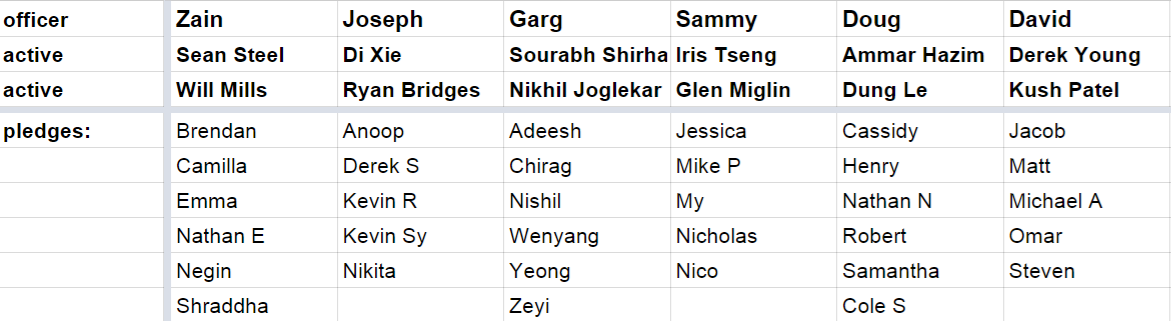 officer Zain Joseph Garg Sammy Doug David
active Sean Steel Di Xie Sourabh Shirha Iris Tseng Ammar Hazim Derek Young
active Will Mills Ryan Bridges Nikhil Joglekar Glen Miglin Dung Le Kush Patel
pledges: Brendan Anoop Adeesh Jessica Cassidy Jacob
Camilla Derek S Chirag Mike P Henry Matt
Emma Kevin R Nishil My Nathan N Michael A
Nathan E Kevin Sy Wenyang Nicholas Robert Omar
Negin Nikita Yeong Nico Samantha Steven
Shraddha Zeyi Cole S